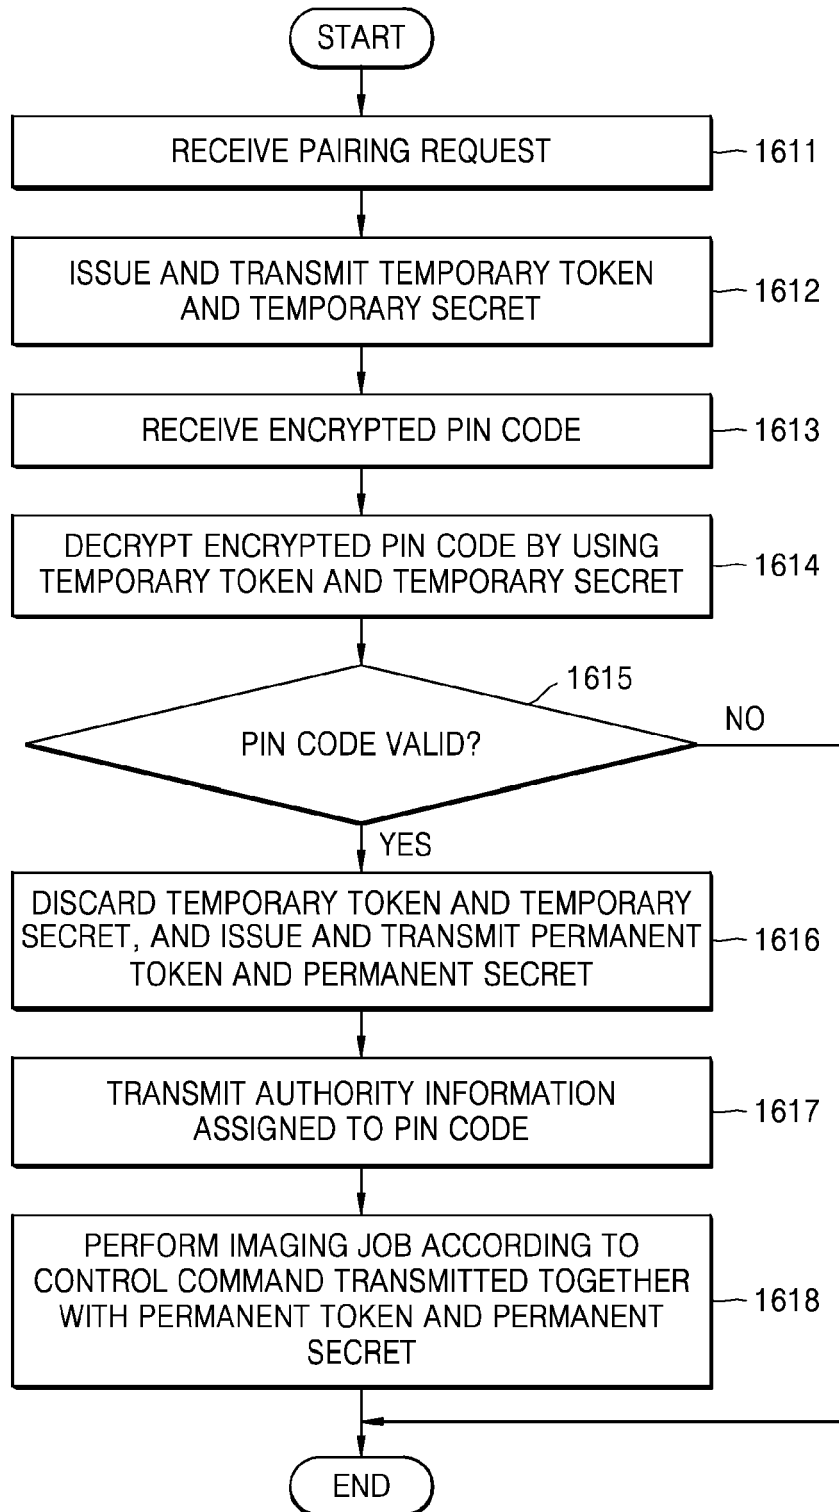 START
RECEIVE PAIRING REQUEST
1611
ISSUE AND TRANSMIT TEMPORARY TOKEN
AND TEMPORARY SECRET
1612
RECEIVE ENCRYPTED PIN CODE
1613
DECRYPT ENCRYPTED PIN CODE BY USING
TEMPORARY TOKEN AND TEMPORARY SECRET
1614
1615
PIN CODE VALID?
NO
YES
DISCARD TEMPORARY TOKEN AND TEMPORARY
SECRET, AND ISSUE AND TRANSMIT PERMANENT
TOKEN AND PERMANENT SECRET
1616
TRANSMIT AUTHORITY INFORMATION
ASSIGNED TO PIN CODE
1617
PERFORM IMAGING JOB ACCORDING TO
CONTROL COMMAND TRANSMITTED TOGETHER
WITH PERMANENT TOKEN AND PERMANENT
SECRET
1618
END